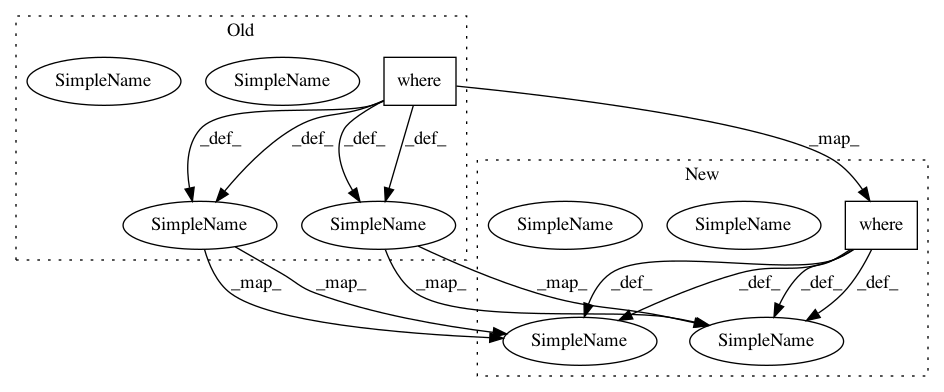 Old
SimpleName SimpleName where
_def_ _def_ _def_ _def_ _map_
New
SimpleName SimpleName SimpleName SimpleName where
_map_ _map_ _map_ _map_ _def_ _def_ _def_ _def_
SimpleName SimpleName